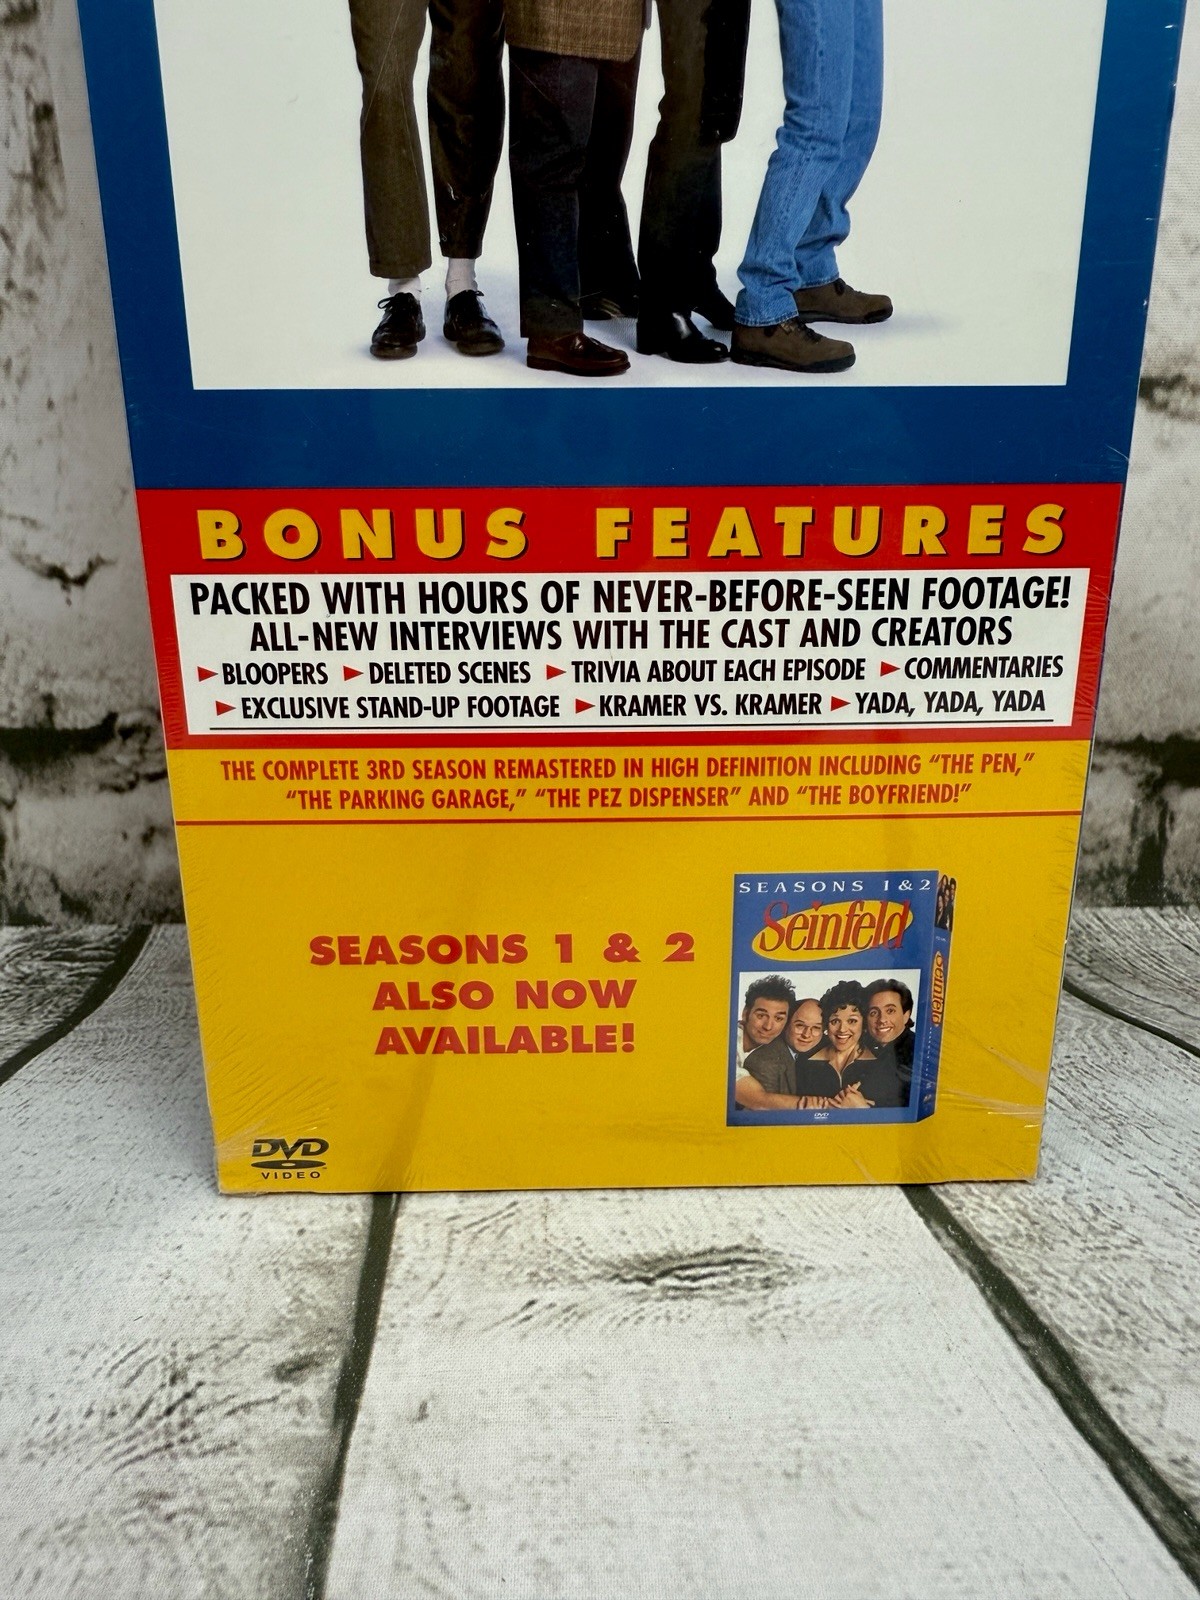 BONUS FEATURES
PACKED WITH HOURS OF NEVER-BEFORE-SEEN FOOTAGE!
ALL-NEW INTERVIEWS WITH THE CAST AND CREATORS
BLOOPERS DELETED SCENES TRIVIA ABOUT EACH EPISODE COMMENTARIES
EXCLUSIVE STAND-UP FOOTAGE KRAMER VS. KRAMER YADA, YADA, YADA
THE COMPLETE 3RD SEASON REMASTERED IN HIGH DEFINITION INCLUDING “THE PEN,”
“THE PARKING GARAGE,” “THE PEZ DISPENSER” AND “THE BOYFRIEND!”
SEASONS 1 & 2
ALSO NOW
AVAILABLE!
SEASONS 1 & 2
Seinfeld
Seinfeld
DVD
DVD
VIDEO